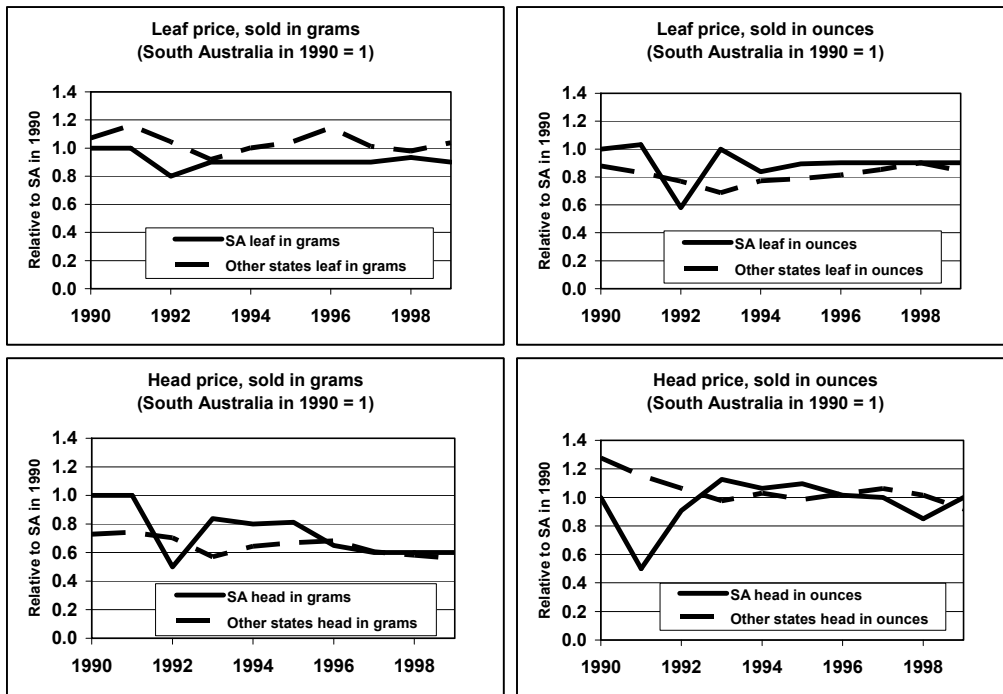 Leaf price, sold in grams
(South Australia in 1990 = 1)
Relative to SA in 1990
1.4
1.2
1.0
0.8
0.6
0.4
0.2
0.0
SA leaf in grams
Other states leaf in grams
1990 1992 1994 1996 1998
Leaf price, sold in ounces
(South Australia in 1990 = 1)
Relative to SA in 1990
1.4
1.2
1.0
0.8
0.6
0.4
0.2
0.0
SA leaf in ounces
Other states leaf in ounces
1990 1992 1994 1996 1998
Head price, sold in grams
(South Australia in 1990 = 1)
Relative to SA in 1990
1.4
1.2
1.0
0.8
0.6
0.4
0.2
0.0
SA head in grams
Other states head in grams
1990 1992 1994 1996 1998
Head price, sold in ounces
(South Australia in 1990 = 1)
Relative to SA in 1990
1.4
1.2
1.0
0.8
0.6
0.4
0.2
0.0
SA head in ounces
Other states head in ounces
1990 1992 1994 1996 1998